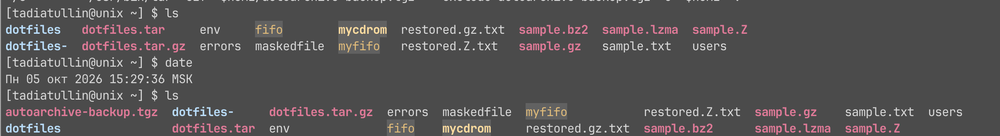 [tadiatullin@unix ~] $ ls
dotfiles   dotfiles.tar     env     fifo        mycdrom  restored.gz.txt  sample.bz2  sample.lzma  sample.Z
dotfiles-  dotfiles.tar.gz  errors  maskedfile  myfifo   restored.Z.txt   sample.gz   sample.txt   users
[tadiatullin@unix ~] $ date
Пн 05 окт 2026 15:29:36 MSK
[tadiatullin@unix ~] $ ls
autoarchive-backup.tgz  dotfiles-     dotfiles.tar.gz  errors  maskedfile  myfifo           restored.Z.txt  sample.gz    sample.txt  users
dotfiles                dotfiles.tar  env              fifo    mycdrom     restored.gz.txt  sample.bz2      sample.lzma  sample.Z